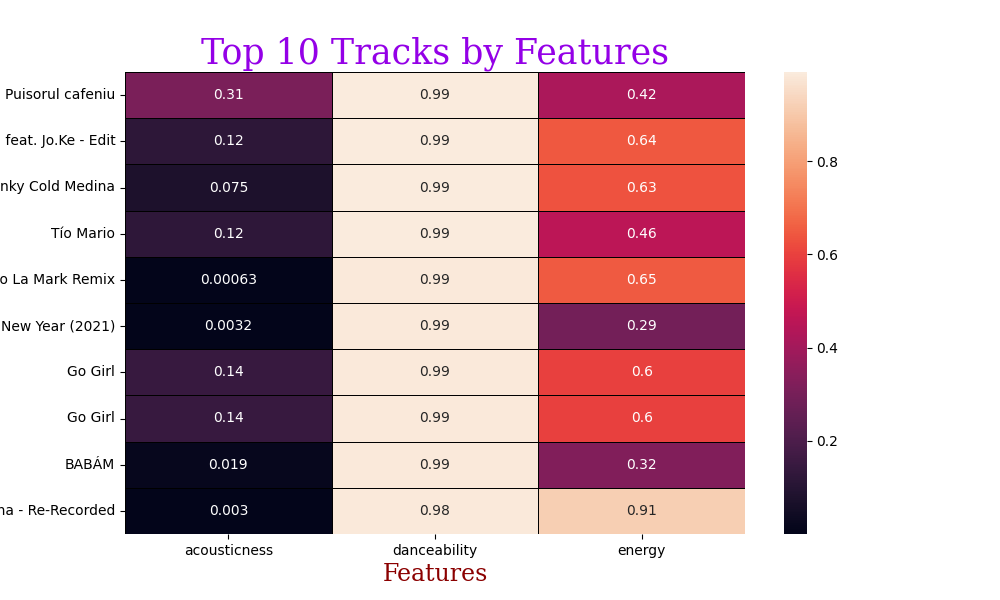 Top 10 Tracks by Features
Puisorul cafeniu 0.31 0.99 0.42
feat. Jo.Ke - Edit 0.12 0.99 0.64
nky Cold Medina 0.075 0.99 0.63
Tío Mario 0.12 0.99 0.46
o La Mark Remix 0.00063 0.99 0.65
New Year (2021) 0.0032 0.99 0.29
Go Girl 0.14 0.99 0.6
Go Girl 0.14 0.99 0.6
BABÁM 0.019 0.99 0.32
na - Re-Recorded 0.003 0.98 0.91
acousticness danceability energy
Features
0.8
0.6
0.4
0.2